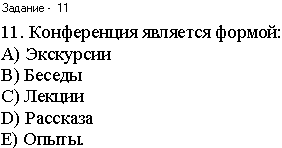 Задание - 11
11. Конференция является формой:
A) Экскурсии
B) Беседы
C) Лекции
D) Рассказа
E) Опыты.